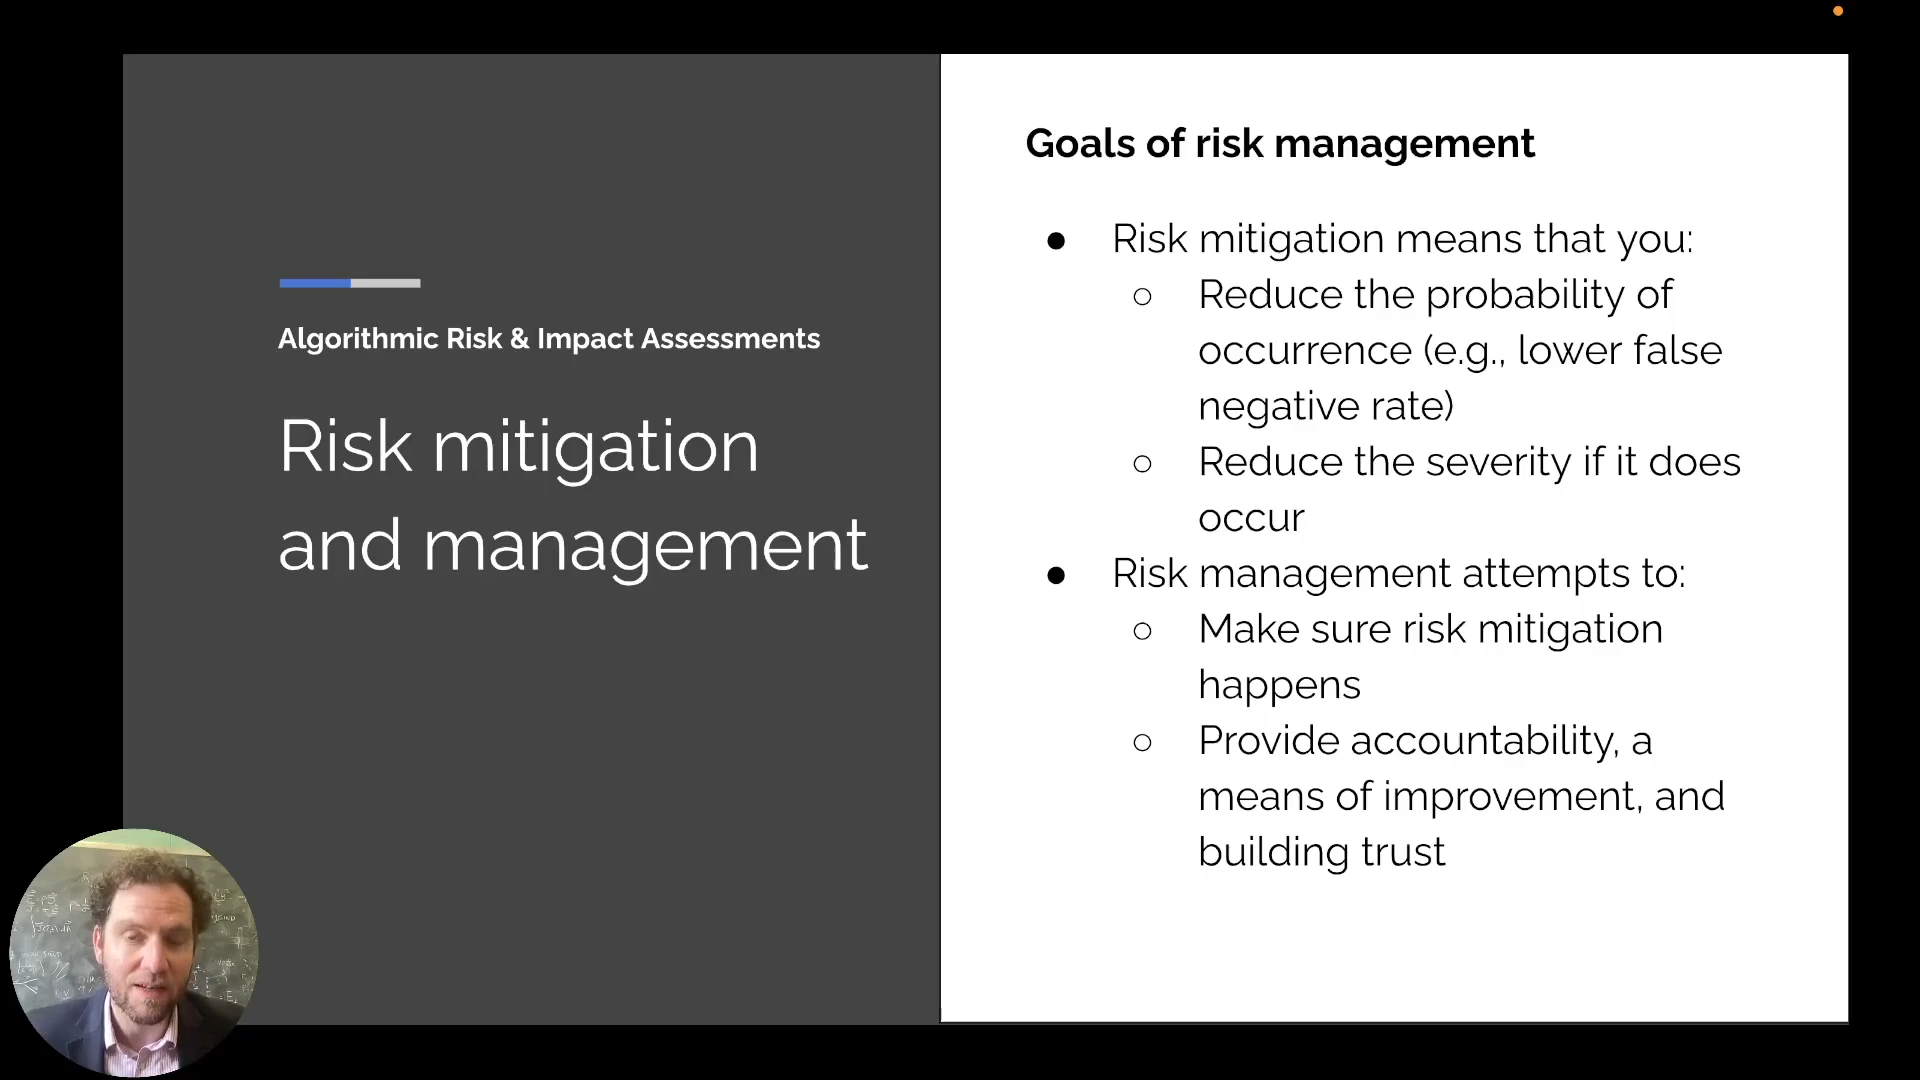 Algorithmic Risk & Impact Assessments
Risk mitigation
and management
Goals of risk management
● Risk mitigation means that you:
○ Reduce the probability of
occurrence (e.g., lower false
negative rate)
○ Reduce the severity if it does
occur
● Risk management attempts to:
○ Make sure risk mitigation
happens
○ Provide accountability, a
means of improvement, and
building trust